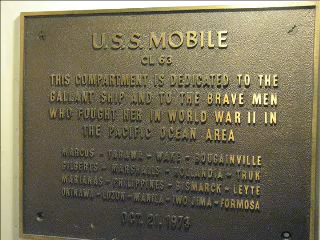 U.S.S. MOBILE
CL 63
THIS COMPARTMENT IS DEDICATED TO THE
GALLANT SHIP AND TO THE BRAVE MEN
WHO FOUGHT HER IN WORLD WAR II IN
THE PACIFIC OCEAN AREA
MARCUS - TARAWA - WAKE - BOUGAINVILLE
GILBERTS - MARSHALLS - HOLLANDIA - TRUK
MARIANAS - PHILIPPINES - BISMARCK - LEYTE
OKINAWA - LUZON - MANILA - IWO JIMA - FORMOSA
OCT. 21, 1973